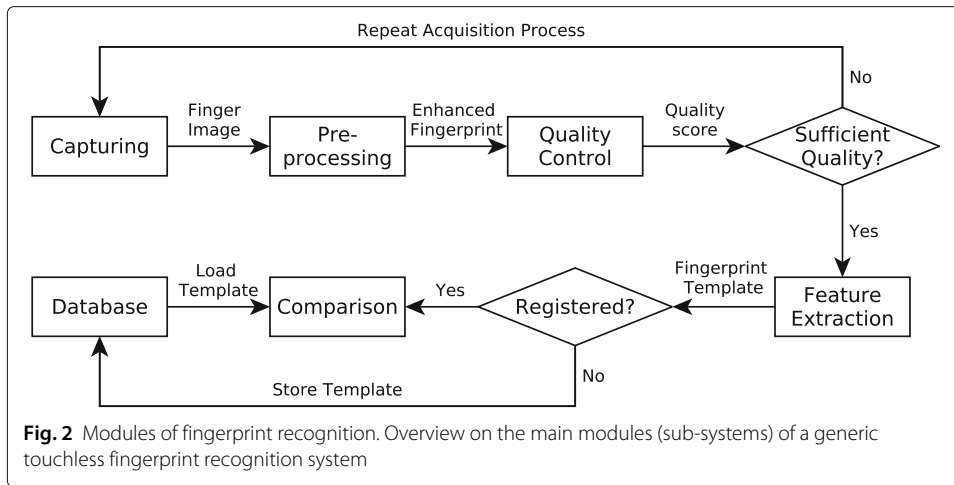 Repeat Acquisition Process
No
Finger
Image
Enhanced
Fingerprint
Quality
score
Capturing
Pre-
processing
Quality
Control
Sufficient
Quality?
Yes
Load
Template
Fingerprint
Template
Database
Comparison
Yes
Registered?
Feature
Extraction
No
Store Template
Fig. 2 Modules of fingerprint recognition. Overview on the main modules (sub-systems) of a generic
touchless fingerprint recognition system